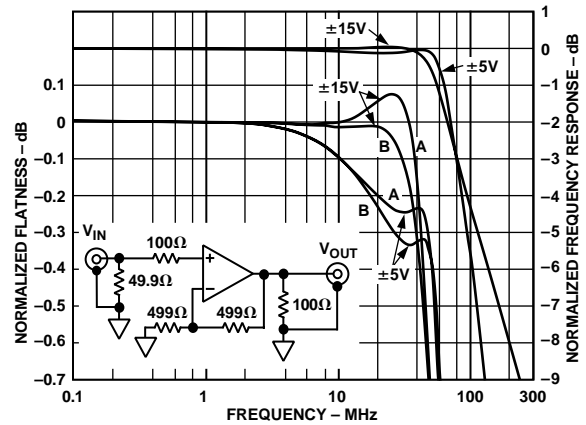 NORMALIZED FLATNESS – dB
0.1
0
–0.1
–0.2
–0.3
–0.4
–0.5
–0.6
–0.7
±15V
±5V
±15V
B
A
A
B
±5V
VIN
100Ω
49.9Ω
+
–
499Ω
499Ω
VOUT
100Ω
1
0
–1
–2
–3
–4
–5
–6
–7
–8
–9
NORMALIZED FREQUENCY RESPONSE – dB
0.1
1
10
100
300
FREQUENCY – MHz